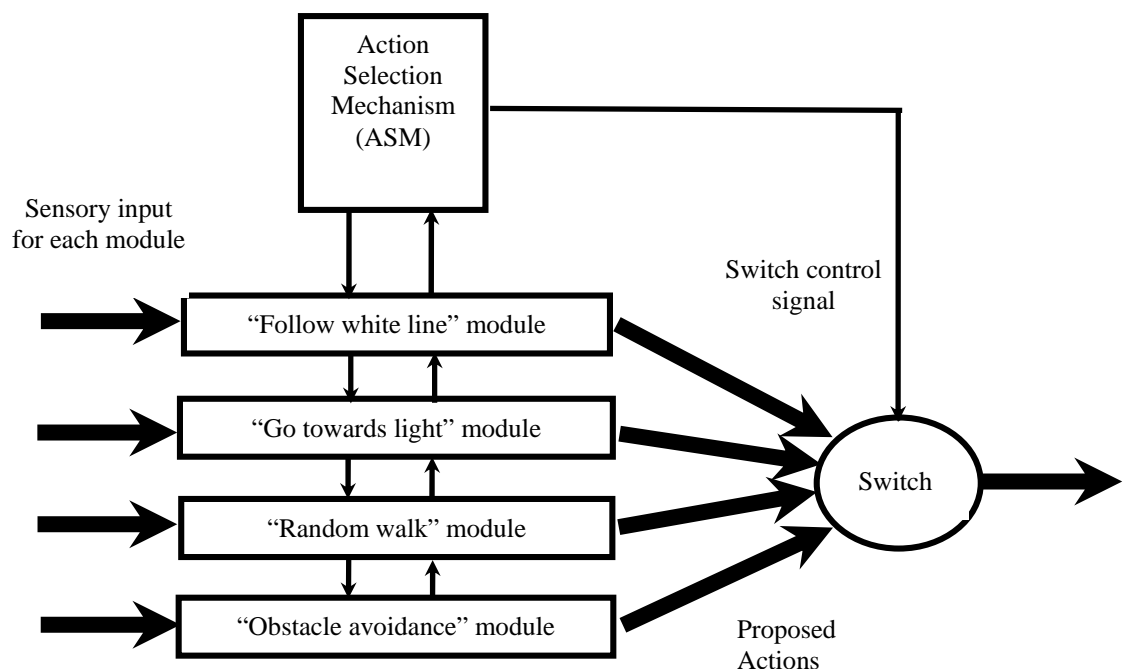 Action
Selection
Mechanism
(ASM)
Sensory input
for each module
Switch control
signal
“Follow white line” module
“Go towards light” module
Switch
“Random walk” module
“Obstacle avoidance” module
Proposed
Actions